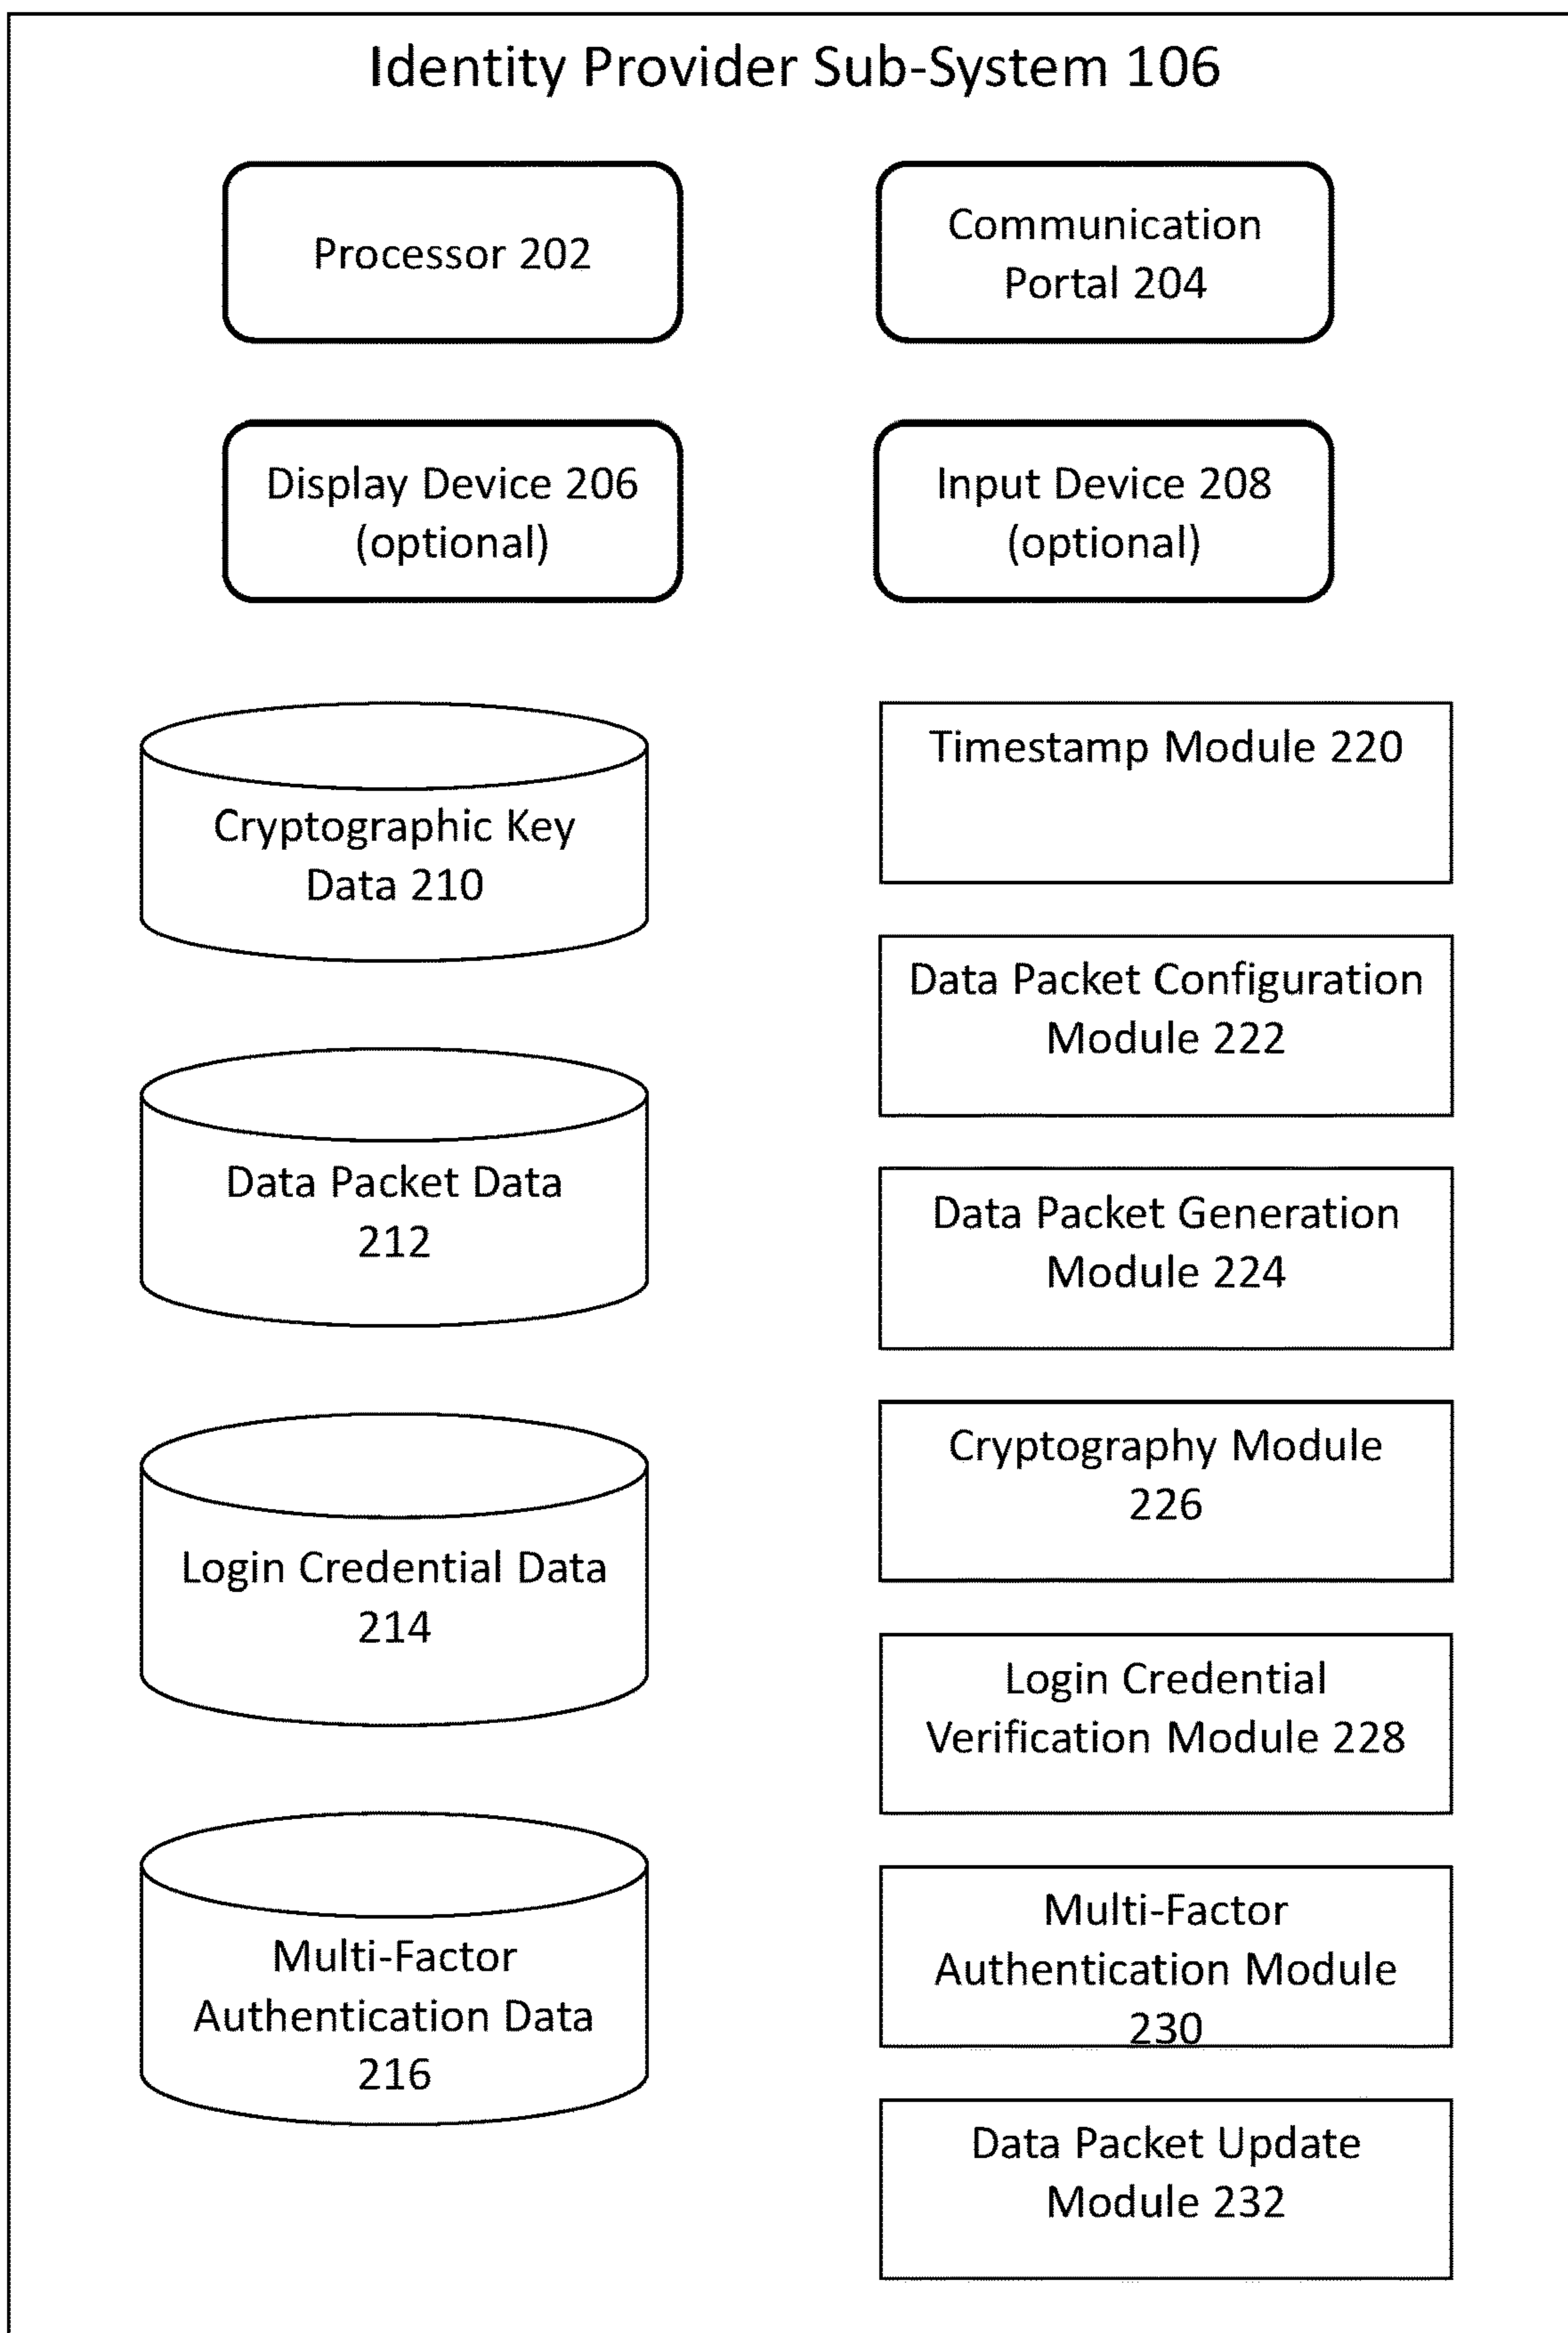 Identity Provider Sub-System 106
Processor 202
Communication
Portal 204
Display Device 206
(optional)
Input Device 208
(optional)
Cryptographic Key
Data 210
Data Packet Data
212
Login Credential Data
214
Multi-Factor
Authentication Data
216
Timestamp Module 220
Data Packet Configuration
Module 222
Data Packet Generation
Module 224
Cryptography Module
226
Login Credential
Verification Module 228
Multi-Factor
Authentication Module
230
Data Packet Update
Module 232